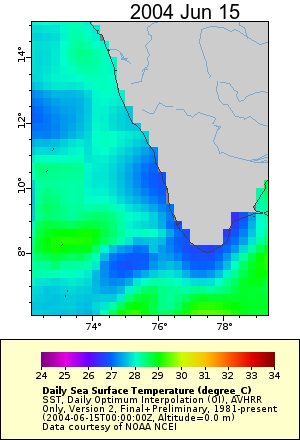 2004 Jun 15
14°
12°
10°
8°
74°
76°
78°
24 25 26 27 28 29 30 31 32 33 34
Daily Sea Surface Temperature (degree_C)
SST, Daily Optimum Interpolation (OI), AVHRR
Only, Version 2, Final+Preliminary, 1981-present
(2004-06-15T00:00:00Z, Altitude=0.0 m)
Data courtesy of NOAA NCEI